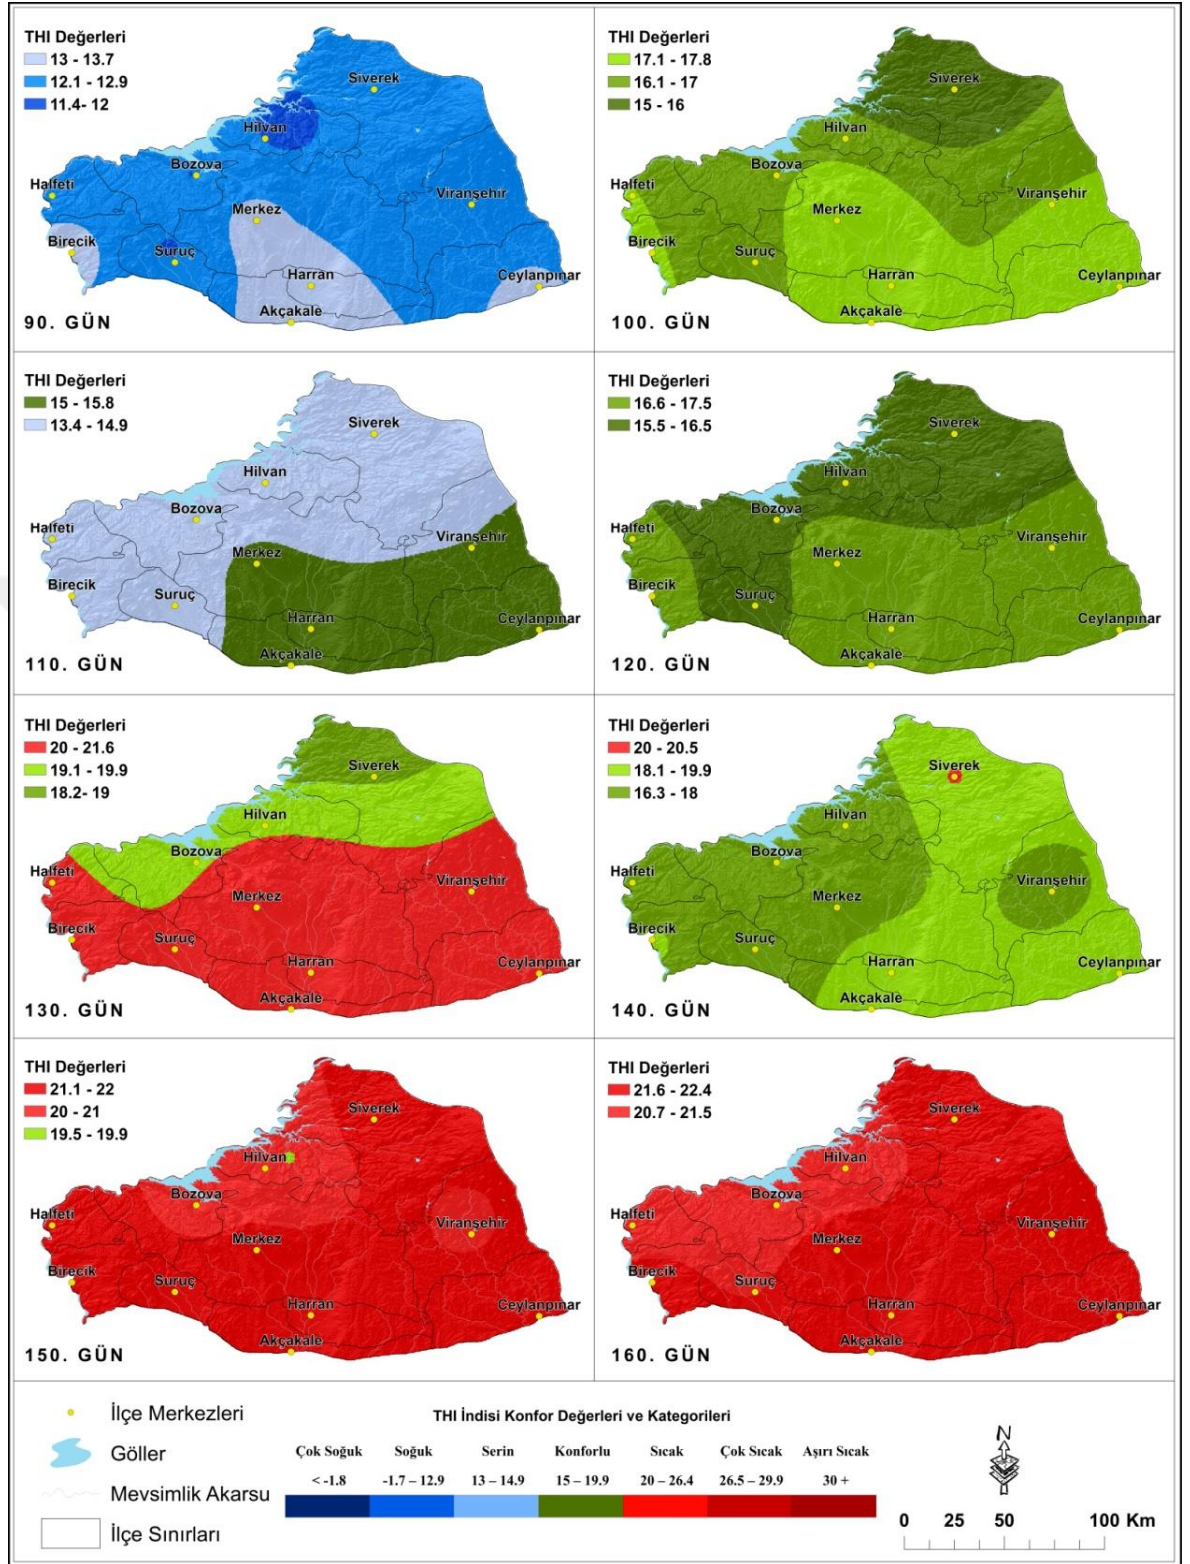 THI Değerleri
13 - 13.7
12.1 - 12.9
11.4- 12
Siverek
Hilvan
Bozova
Halfeti
Viranşehir
Merkez
Birecik
Suruç
Harran
Ceylanpınar
Akçakale
90. GÜN
THI Değerleri
17.1 - 17.8
16.1 - 17
15 - 16
Siverek
Hilvan
Bozova
Halfeti
Viranşehir
Merkez
Birecik
Suruç
Harran
Ceylanpınar
Akçakale
100. GÜN
THI Değerleri
15 - 15.8
13.4 - 14.9
Siverek
Hilvan
Bozova
Halfeti
Viranşehir
Merkez
Birecik
Suruç
Harran
Ceylanpınar
Akçakale
110. GÜN
THI Değerleri
16.6 - 17.5
15.5 - 16.5
Siverek
Hilvan
Bozova
Halfeti
Viranşehir
Merkez
Birecik
Suruç
Harran
Ceylanpınar
Akçakale
120. GÜN
THI Değerleri
20 - 21.6
19.1 - 19.9
18.2- 19
Siverek
Hilvan
Bozova
Halfeti
Viranşehir
Merkez
Birecik
Suruç
Harran
Ceylanpınar
Akçakale
130. GÜN
THI Değerleri
20 - 20.5
18.1 - 19.9
16.3 - 18
Siverek
Hilvan
Bozova
Halfeti
Viranşehir
Merkez
Birecik
Suruç
Harran
Ceylanpınar
Akçakale
140. GÜN
THI Değerleri
21.1 - 22
20 - 21
19.5 - 19.9
Siverek
Hilvan
Bozova
Halfeti
Viranşehir
Merkez
Birecik
Suruç
Harran
Ceylanpınar
Akçakale
150. GÜN
THI Değerleri
21.6 - 22.4
20.7 - 21.5
Siverek
Hilvan
Bozova
Halfeti
Viranşehir
Merkez
Birecik
Suruç
Harran
Ceylanpınar
Akçakale
160. GÜN
İlçe Merkezleri
Göller
Mevsimlik Akarsu
İlçe Sınırları
THI İndisi Konfor Değerleri ve Kategorileri
Çok Soğuk Soğuk Serin Konforlu Sıcak Çok Sıcak Aşırı Sıcak
< -1.8 -1.7 – 12.9 13 – 14.9 15 – 19.9 20 – 26.4 26.5 – 29.9 30 +
N
0 25 50 100 Km